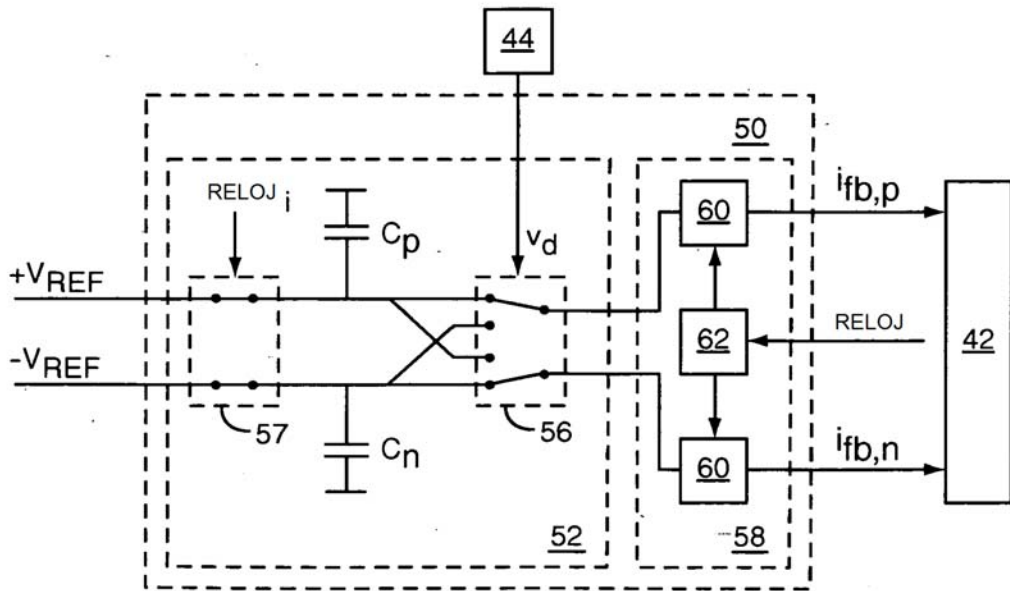 44
50
RELOJ i
Cp
vd
60
ifb,p
+VREF
62
RELOJ
42
-VREF
57
Cn
56
60
ifb,n
52
58